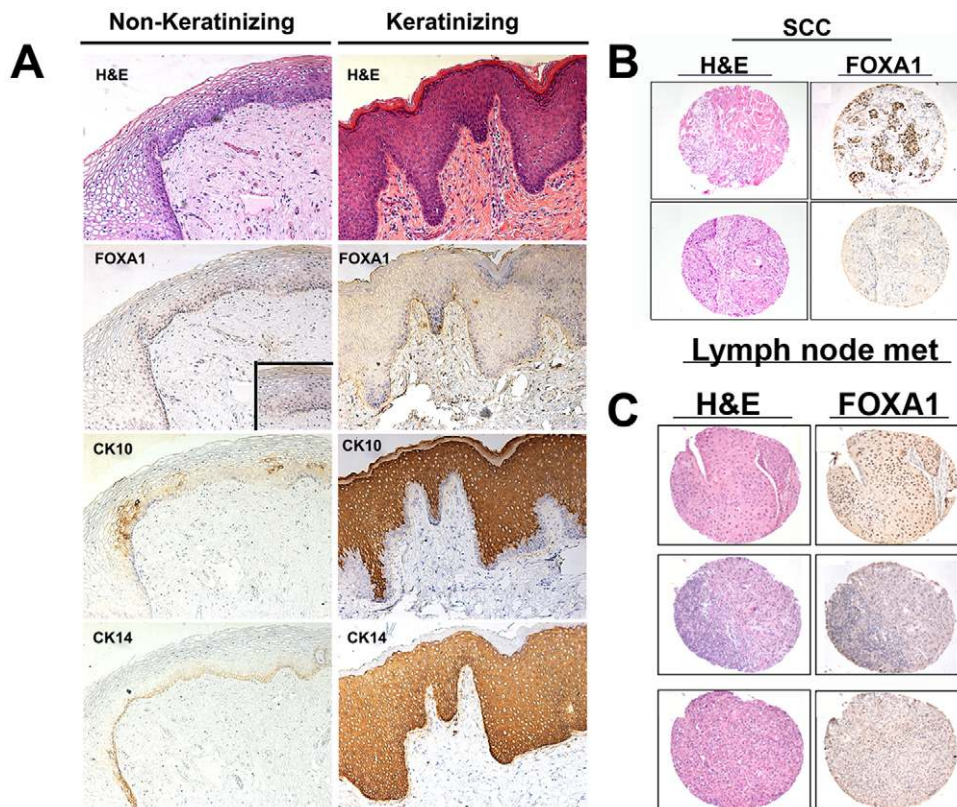 Non-Keratinizing
Keratinizing
A
H&E
H&E
FOXA1
FOXA1
CK10
CK10
CK14
CK14
SCC
B
H&E
FOXA1
Lymph node met
C
H&E
FOXA1